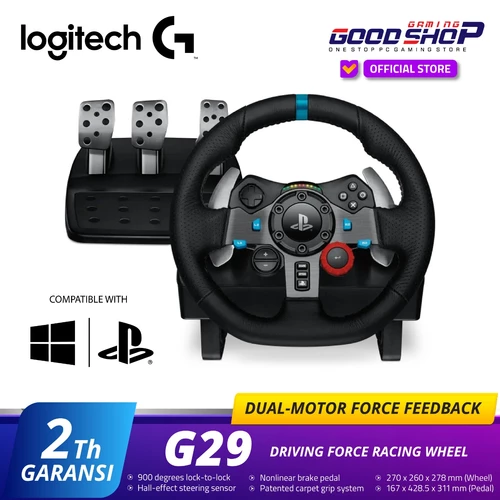 logitech G
GAMING
GOODSHOP
ONE STOP PC GAMING STORE
OFFICIAL STORE
COMPATIBLE WITH
DUAL-MOTOR FORCE FEEDBACK
2Th
GARANSI
G29 DRIVING FORCE RACING WHEEL
• 900 degrees lock-to-lock
• Hall-effect steering sensor
• Nonlinear brake pedal
• Patented carpet grip system
• 270 x 260 x 278 mm (Wheel)
• 167 x 428.5 x 311 mm (Pedal)